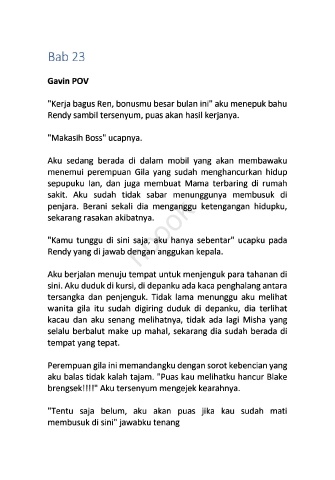 Bab 23
Gavin POV
"Kerja bagus Ren, bonusmu besar bulan ini" aku menepuk bahu
Rendy sambil tersenyum, puas akan hasil kerjanya.
"Makasih Boss" ucapnya.
Aku sedang berada di dalam mobil yang akan membawaku
menemui perempuan Gila yang sudah menghancurkan hidup
sepupuku Ian, dan juga membuat Mama terbaring di rumah
sakit. Aku sudah tidak sabar menunggunya membusuk di
penjara. Berani sekali dia menganggu ketengangan hidupku,
sekarang rasakan akibatnya.
"Kamu tunggu di sini saja, aku hanya sebentar" ucapku pada
Rendy yang di jawab dengan anggukan kepala.
Aku berjalan menuju tempat untuk menjenguk para tahanan di
sini. Aku duduk di kursi, di depanku ada kaca penghalang antara
tersangka dan penjenguk. Tidak lama menunggu aku melihat
wanita gila itu sudah digiring duduk di depanku, dia terlihat
kacau dan aku senang melihatnya, tidak ada lagi Misha yang
selalu berbalut make up mahal, sekarang dia sudah berada di
tempat yang tepat.
Perempuan gila ini memandangku dengan sorot kebencian yang
aku balas tidak kalah tajam. "Puas kau melihatku hancur Blake
brengsek!!!!" Aku tersenyum mengejek kearahnya.
"Tentu saja belum, aku akan puas jika kau sudah mati
membusuk di sini" jawabku tenang